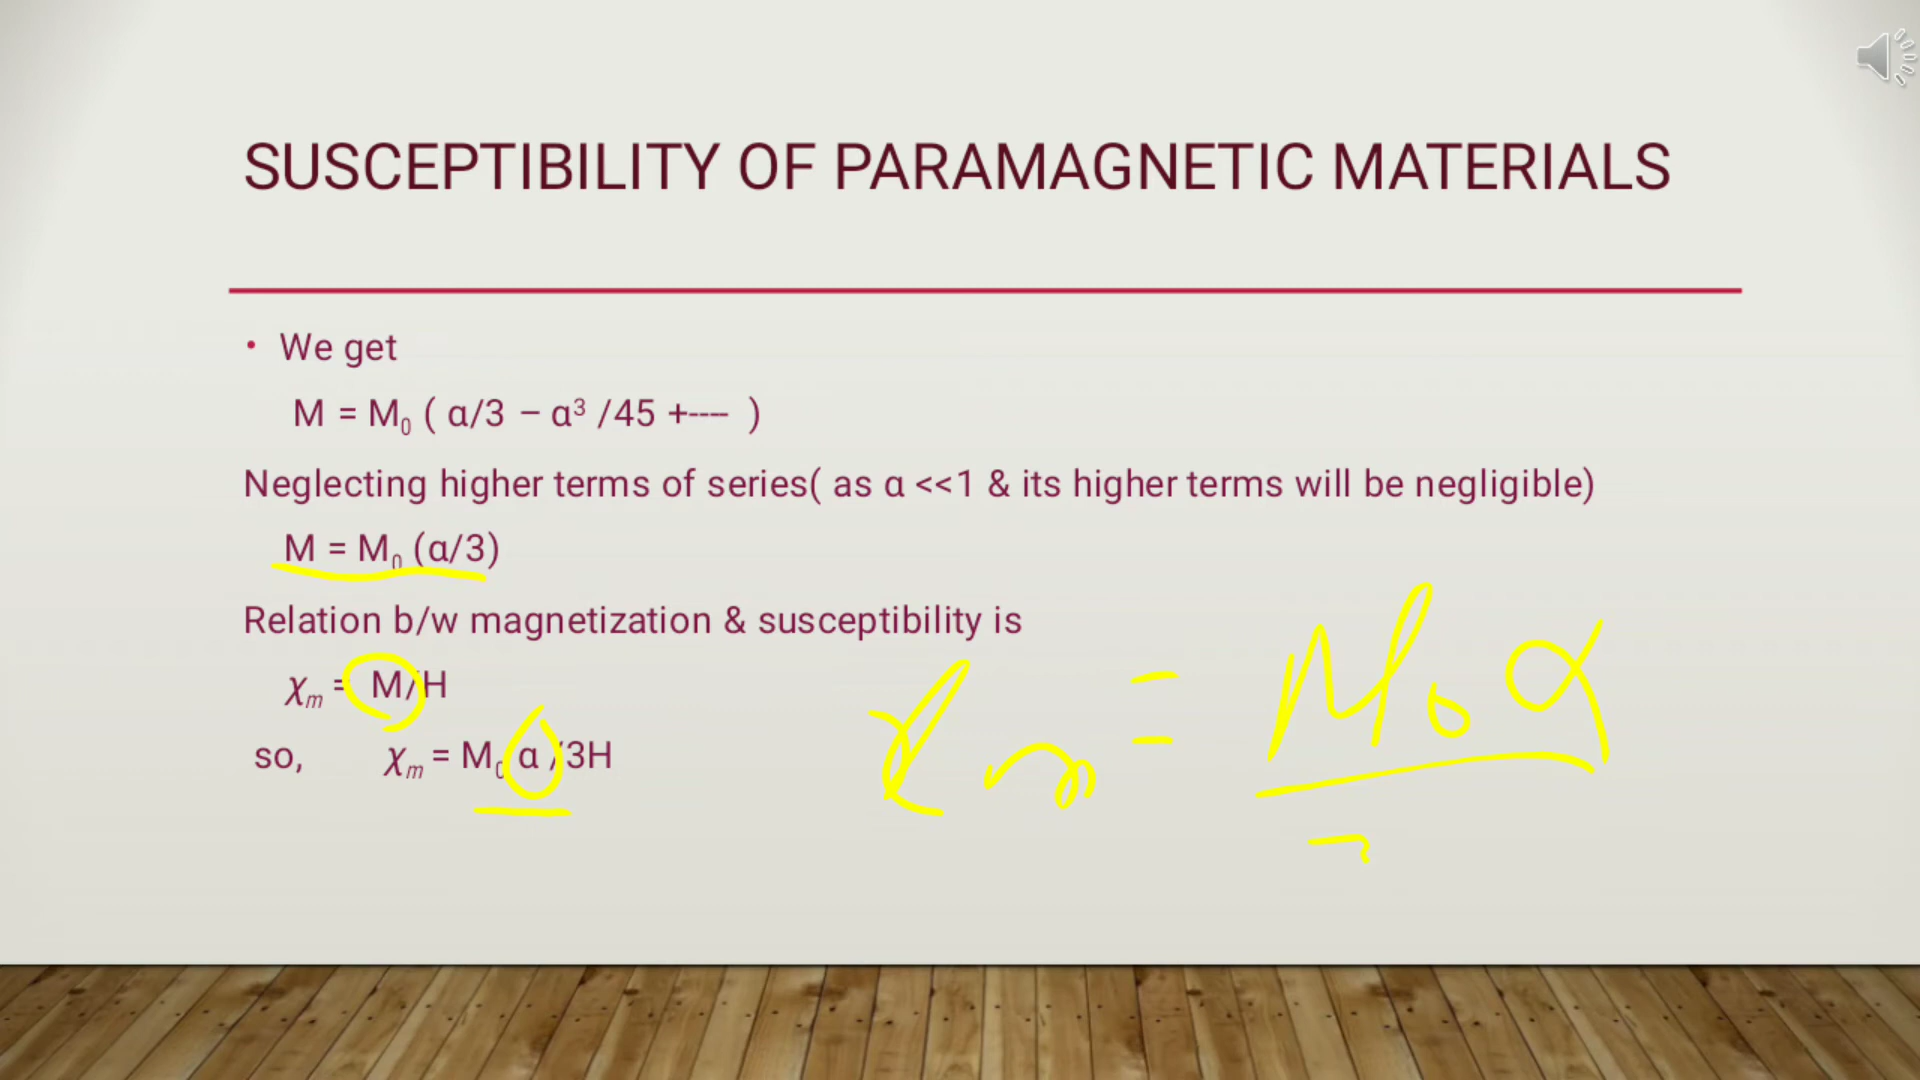 SUSCEPTIBILITY OF PARAMAGNETIC MATERIALS
• We get
M = M₀ ( α/3 – α³ /45 +---- )
Neglecting higher terms of series( as α <<1 & its higher terms will be negligible)
M = M₀ (α/3)
Relation b/w magnetization & susceptibility is
χₘ = M/H
so, χₘ = M₀ α /3H
χₘ = M₀ α